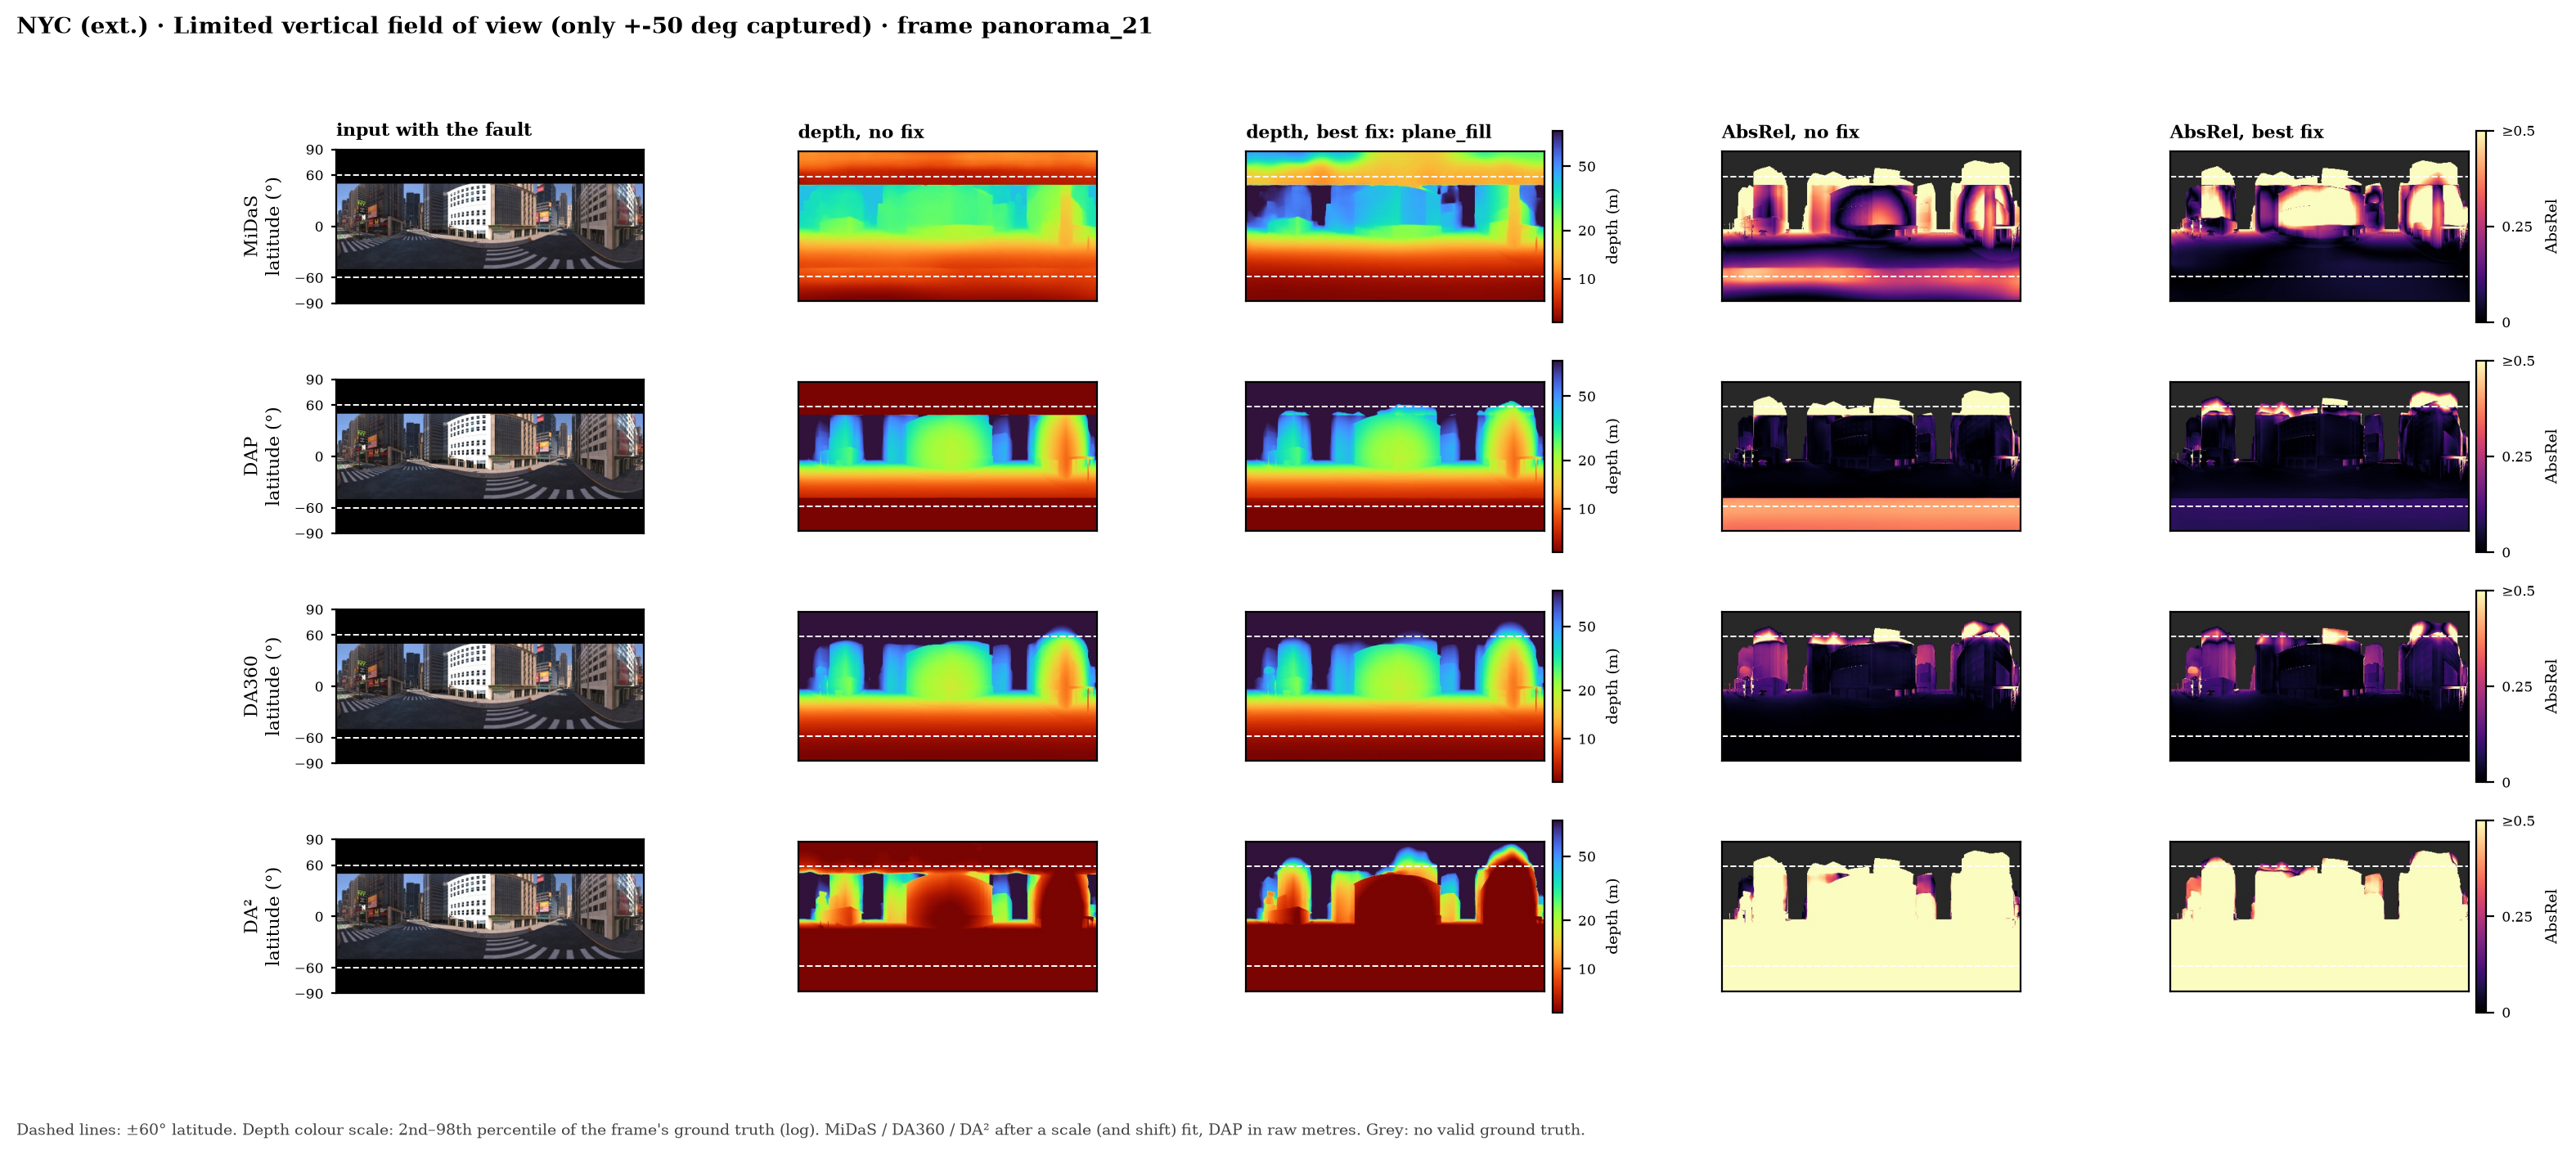 NYC (ext.) · Limited vertical field of view (only +-50 deg captured) · frame panorama_21
input with the fault
depth, no fix
depth, best fix: plane_fill
AbsRel, no fix
AbsRel, best fix
MiDaS
latitude (°)
90
60
0
−60
−90
50
20
10
depth (m)
≥0.5
0.25
0
AbsRel
DAP
latitude (°)
90
60
0
−60
−90
50
20
10
depth (m)
≥0.5
0.25
0
AbsRel
DA360
latitude (°)
90
60
0
−60
−90
50
20
10
depth (m)
≥0.5
0.25
0
AbsRel
DA²
latitude (°)
90
60
0
−60
−90
50
20
10
depth (m)
≥0.5
0.25
0
AbsRel
Dashed lines: ±60° latitude. Depth colour scale: 2nd–98th percentile of the frame's ground truth (log). MiDaS / DA360 / DA² after a scale (and shift) fit, DAP in raw metres. Grey: no valid ground truth.